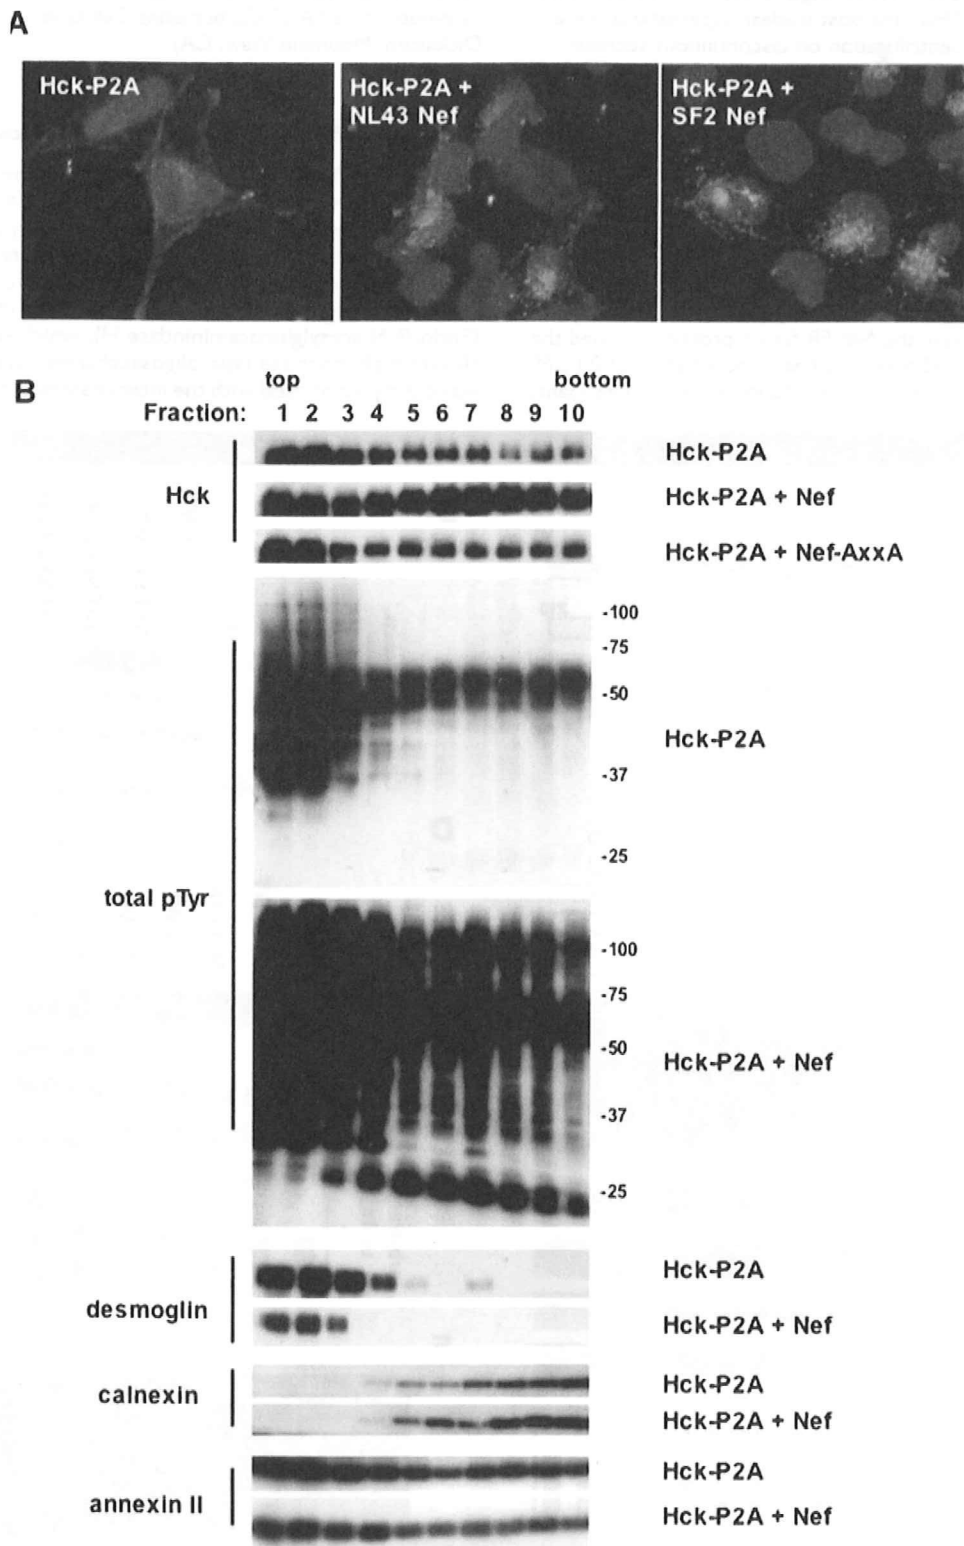 A
Hck-P2A
Hck-P2A +
NL43 Nef
Hck-P2A +
SF2 Nef
B
top bottom
Fraction: 1 2 3 4 5 6 7 8 9 10
Hck
Hck-P2A
Hck-P2A + Nef
Hck-P2A + Nef-AxxA
total pTyr
-100
-75
-50
-37
-25
Hck-P2A
-100
-75
-50
-37
-25
Hck-P2A + Nef
desmoglin
Hck-P2A
Hck-P2A + Nef
calnexin
Hck-P2A
Hck-P2A + Nef
annexin II
Hck-P2A
Hck-P2A + Nef